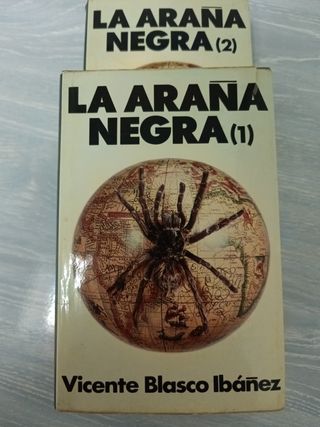 LA ARAÑA
NEGRA (2)
LA ARAÑA
NEGRA (1)
Vicente Blasco Ibáñez